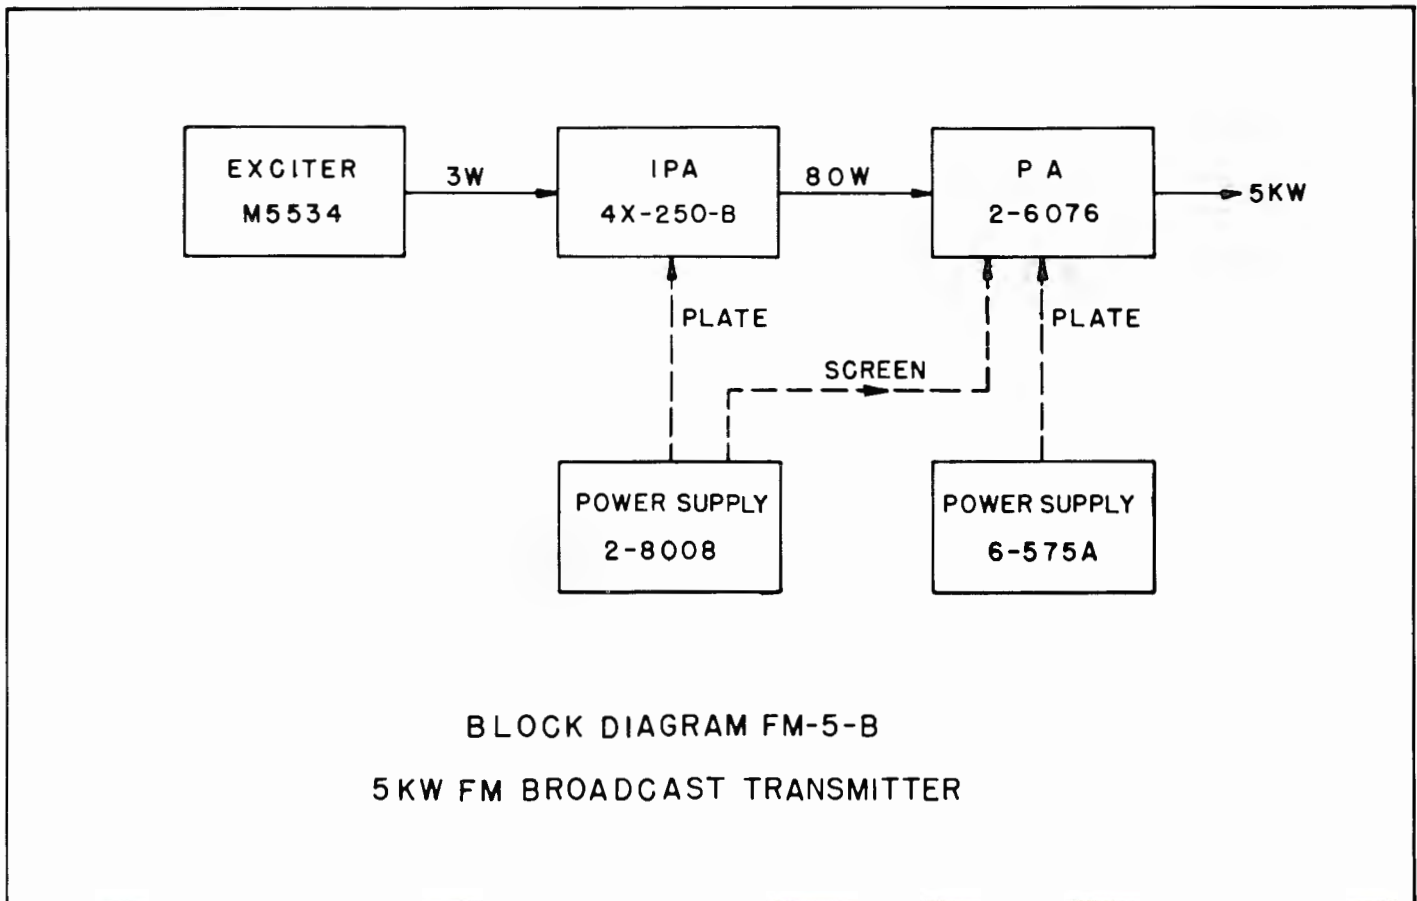 EXCITER
M5534
3W
IPA
4X-250-B
80W
PA
2-6076
5KW
PLATE
PLATE
SCREEN
POWER SUPPLY
2-8008
POWER SUPPLY
6-575A
BLOCK DIAGRAM FM-5-B
5KW FM BROADCAST TRANSMITTER